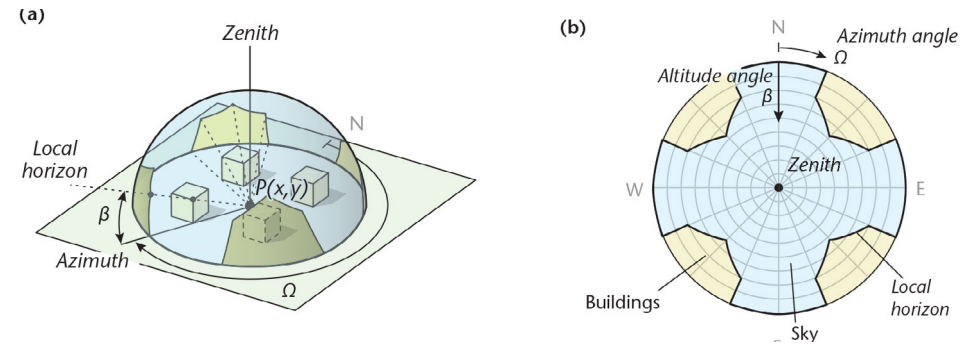 (a)
Zenith
N
Local
horizon
P(x,y)
β
Azimuth
Ω
(b)
N
Azimuth angle
Ω
Altitude angle
β
Zenith
W
E
Buildings
Local
horizon
Sky